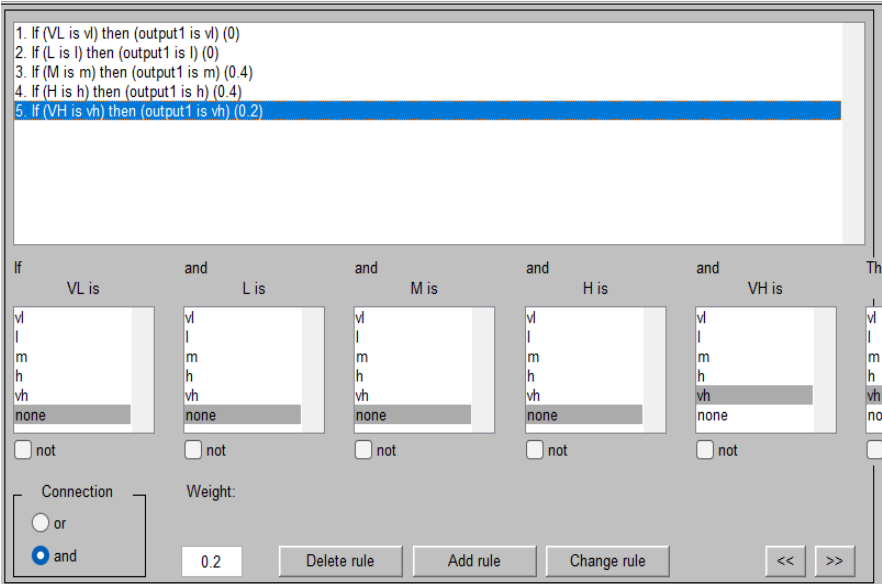 1. If (VL is vl) then (output1 is vl) (0)
2. If (L is l) then (output1 is l) (0)
3. If (M is m) then (output1 is m) (0.4)
4. If (H is h) then (output1 is h) (0.4)
5. If (VH is vh) then (output1 is vh) (0.2)
If and and and and Th
VL is L is M is H is VH is
vl vl vl vl vl vl
l l l l l l
m m m m m m
h h h h h h
vh vh vh vh vh vh
none none none none none no
not not not not not
Connection Weight:
or
and 0.2 Delete rule Add rule Change rule << >>